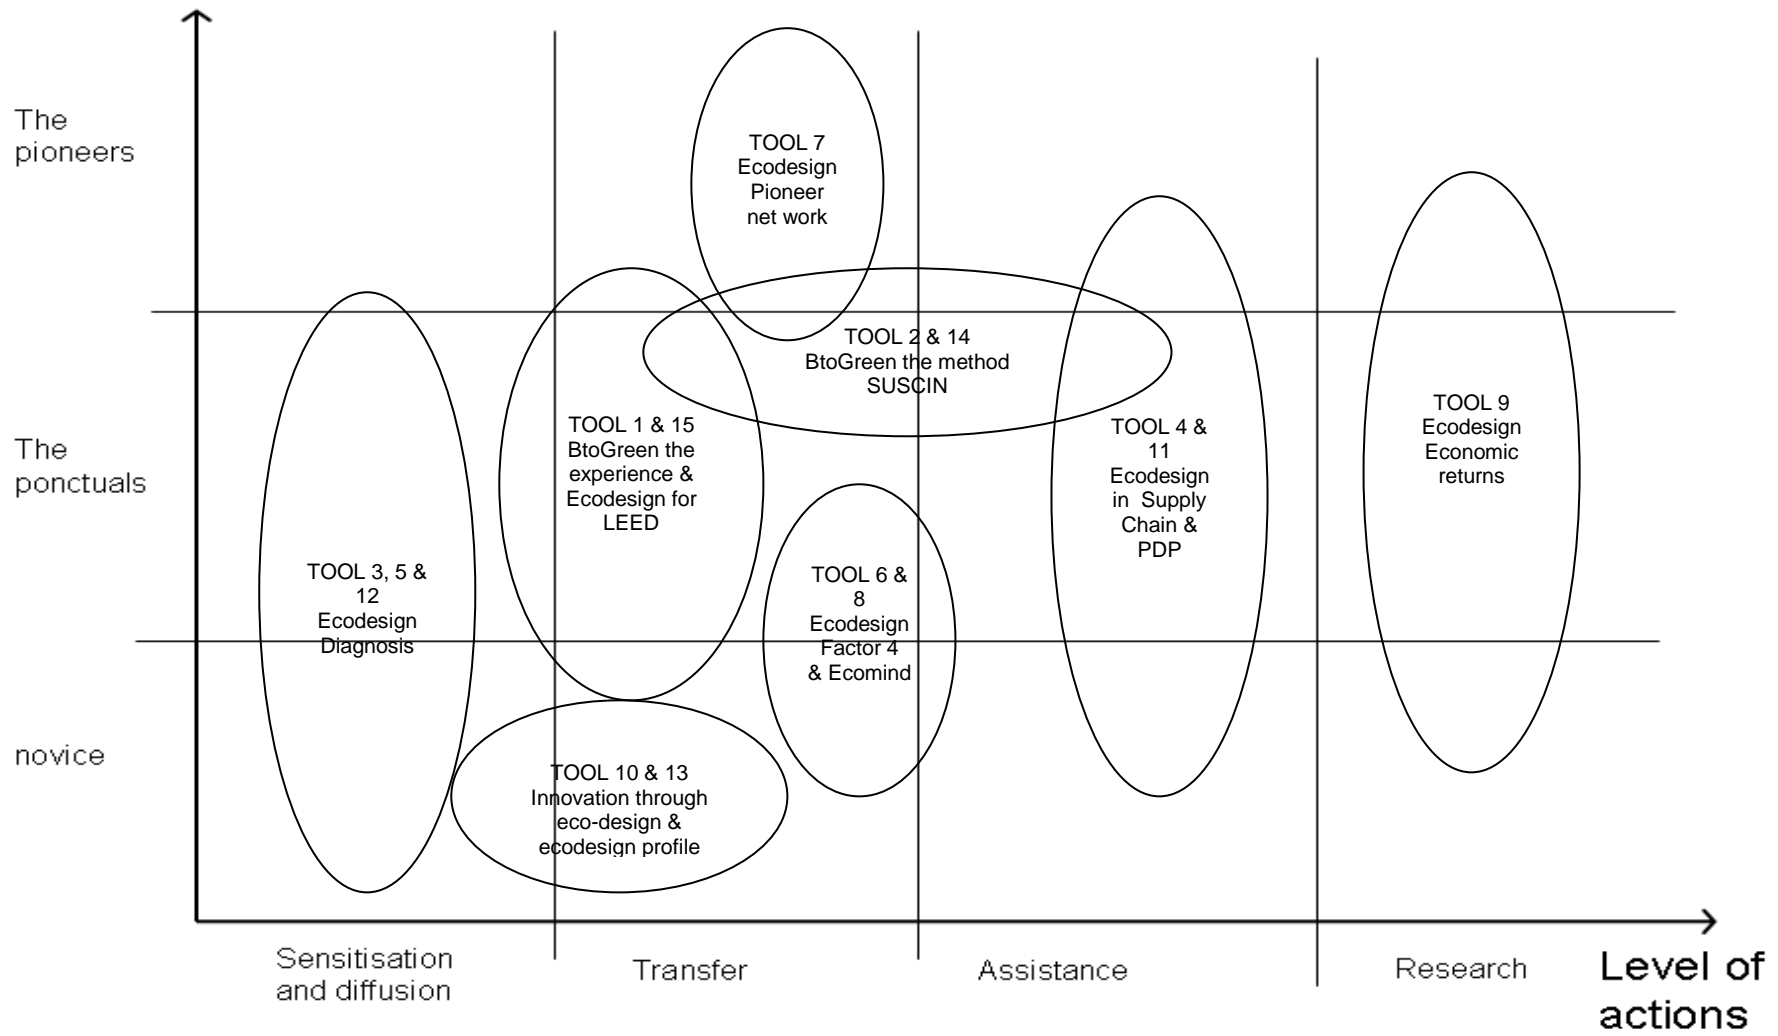 The
pioneers
TOOL 7
Ecodesign
Pioneer
net work
TOOL 2 & 14
BtoGreen the method
SUSCIN
The
ponctuals
TOOL 1 & 15
BtoGreen the
experience &
Ecodesign for
LEED
TOOL 4 &
11
Ecodesign
in Supply
Chain &
PDP
TOOL 9
Ecodesign
Economic
returns
TOOL 3, 5 &
12
Ecodesign
Diagnosis
TOOL 6 &
8
Ecodesign
Factor 4
& Ecomind
novice
TOOL 10 & 13
Innovation through
eco-design &
ecodesign profile
Sensitisation
and diffusion
Transfer
Assistance
Research
Level of
actions